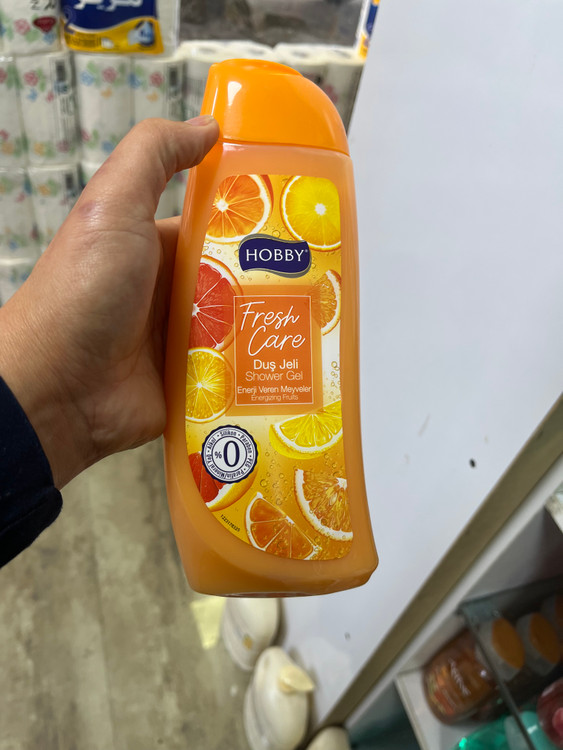 HOBBY
Fresh
Care
Duş Jeli
Shower Gel
Enerji Veren Meyveler
Energizing Fruits
%0